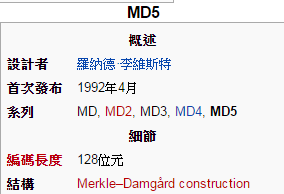 MD5
概述
設計者 羅納德·李維斯特
首次發布 1992年4月
系列 MD, MD2, MD3, MD4, MD5
細節
編碼長度 128位元
結構 Merkle–Damgård construction